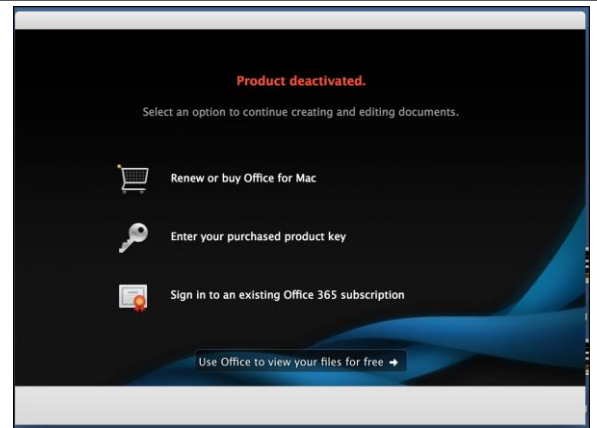 Product deactivated.
Select an option to continue creating and editing documents.
Renew or buy Office for Mac
Enter your purchased product key
Sign in to an existing Office 365 subscription
Use Office to view your files for free ➔